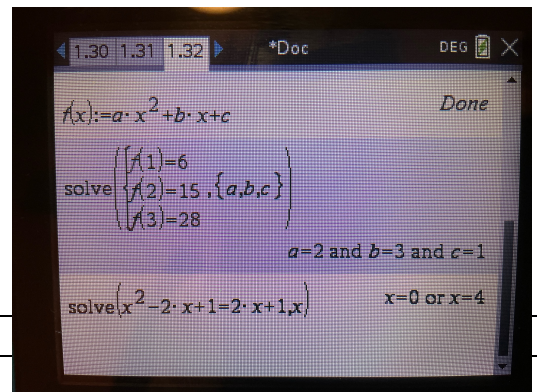 1.30 1.31 1.32 *Doc DEG
f(x):=a·x²+b·x+c Done
f(1)=6
solve({f(2)=15 ,{a,b,c})
f(3)=28
a=2 and b=3 and c=1
solve(x²−2·x+1=2·x+1,x) x=0 or x=4